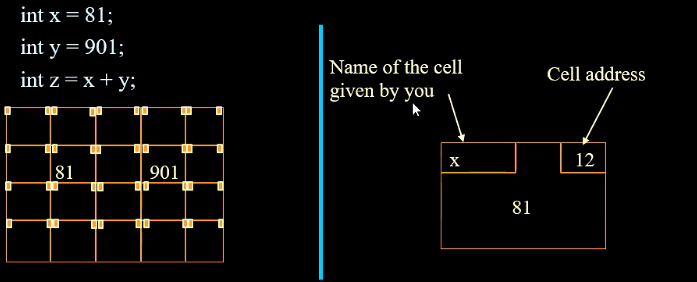 int x = 81;
int y = 901;
int z = x + y;
81 901
Name of the cell
given by you
Cell address
x 12
81